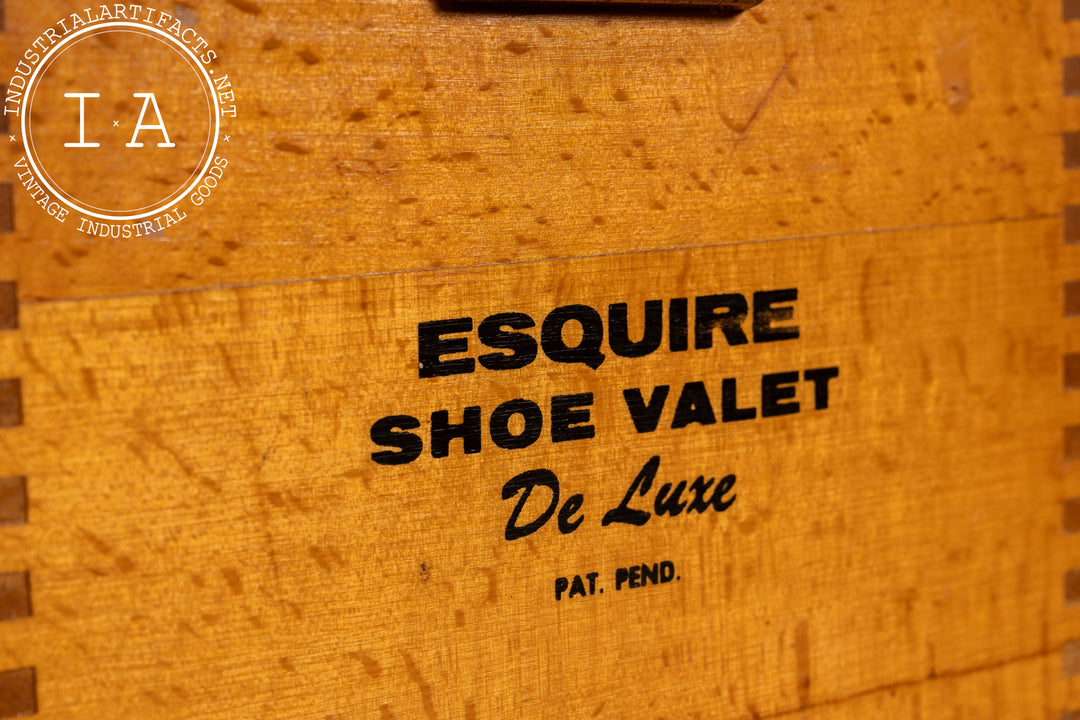 INDUSTRIALARTIFACTS.NET
I × A
× VINTAGE INDUSTRIAL GOODS ×
ESQUIRE
SHOE VALET
De Luxe
PAT. PEND.